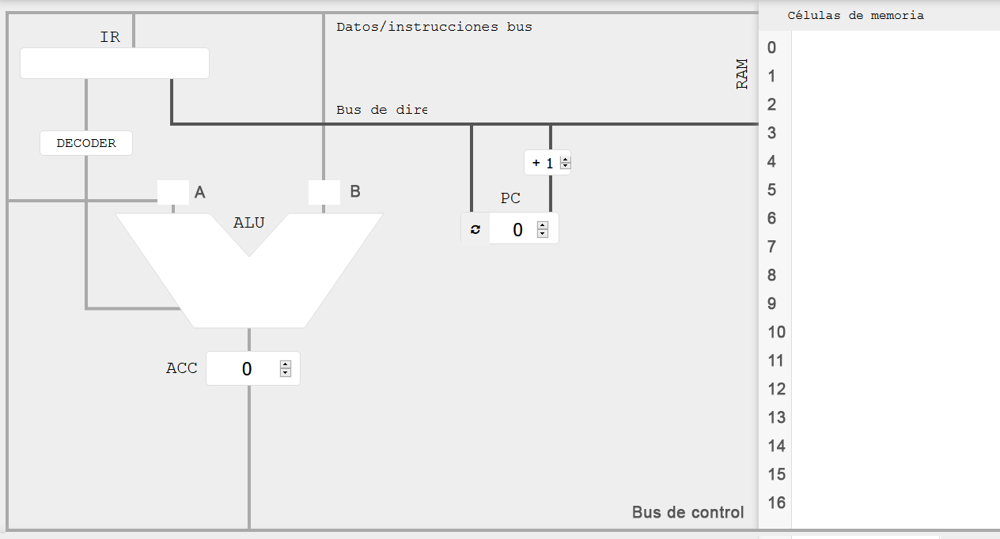 Células de memoria
Datos/instrucciones bus
IR
RAM
Bus de dire
DECODER
+ 1
A
B
PC
ALU
0
ACC
0
Bus de control
0
1
2
3
4
5
6
7
8
9
10
11
12
13
14
15
16